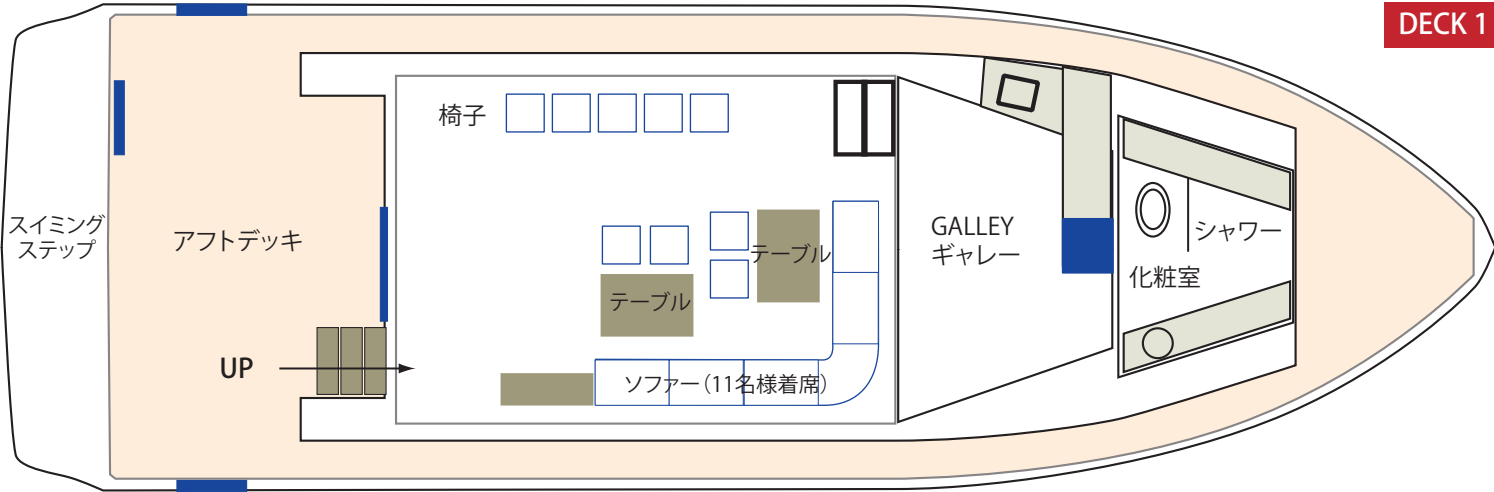 DECK 1
椅子
スイミング
ステップ
アフトデッキ
GALLEY
ギャレー
テーブル
シャワー
化粧室
テーブル
UP
ソファー（11名様着席）